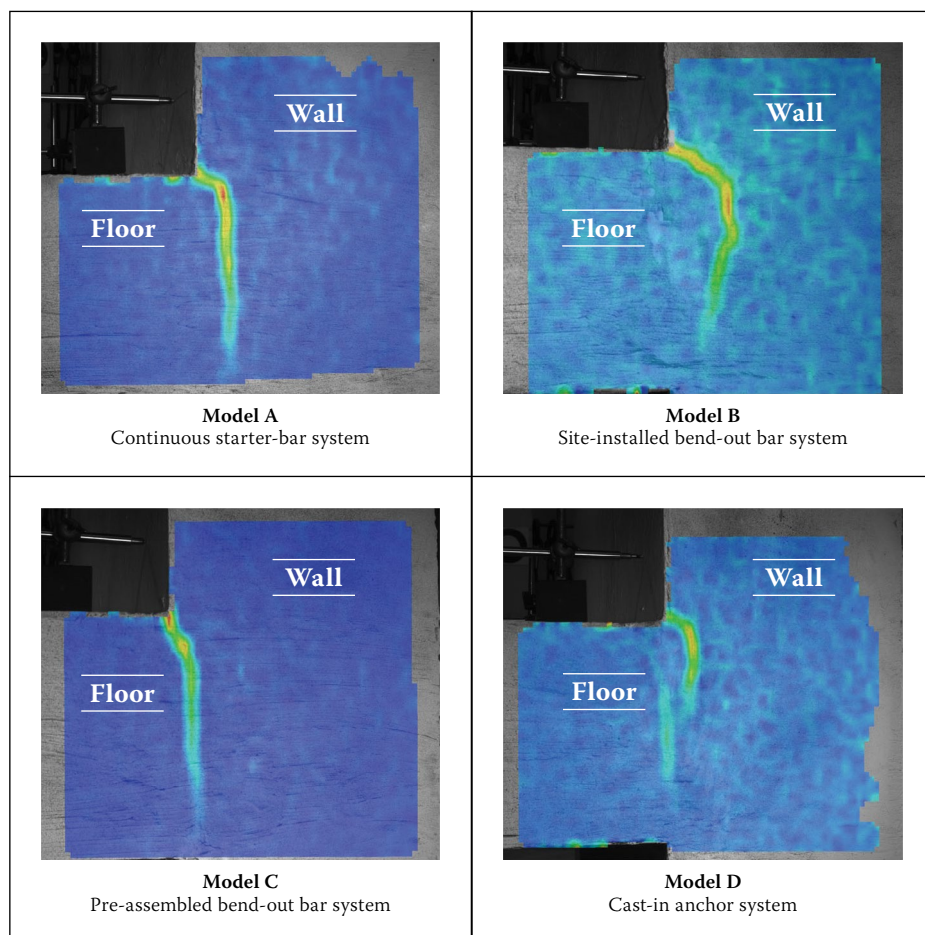 Wall
Floor
Model A
Continuous starter-bar system
Wall
Floor
Model B
Site-installed bend-out bar system
Wall
Floor
Model C
Pre-assembled bend-out bar system
Wall
Floor
Model D
Cast-in anchor system